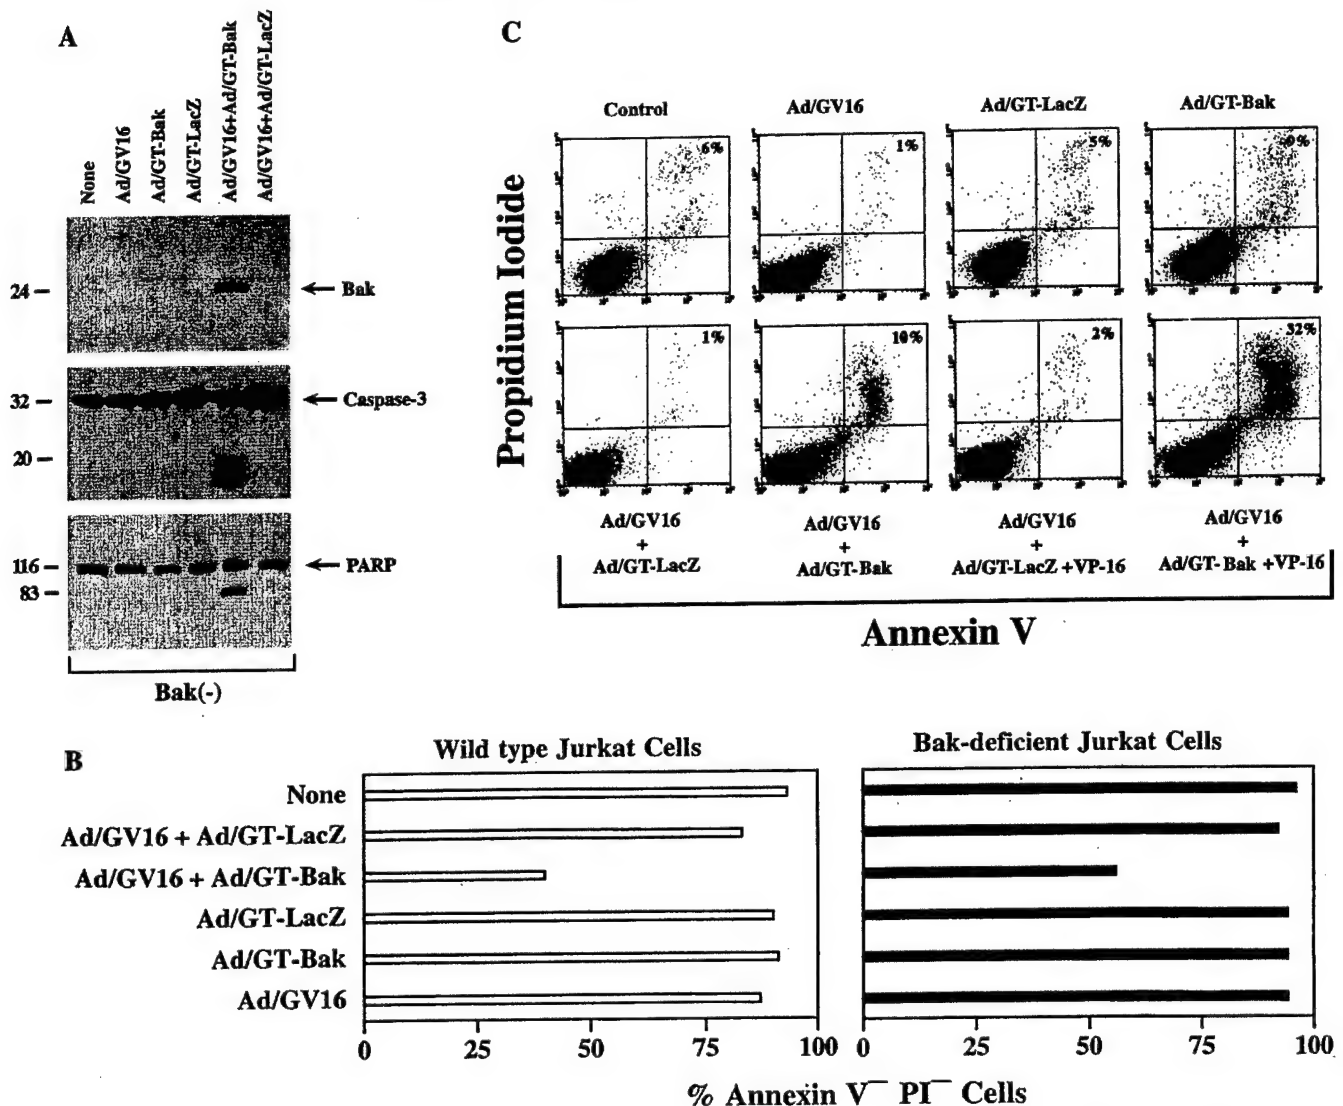 A
None
Ad/GV16
Ad/GT-Bak
Ad/GT-LacZ
Ad/GV16+Ad/GT-Bak
Ad/GV16+Ad/GT-LacZ
24
Bak
32
Caspase-3
20
116
PARP
83
Bak(-)
C
Control
Ad/GV16
Ad/GT-LacZ
Ad/GT-Bak
6%
1%
5%
9%
Propidium Iodide
1%
10%
2%
32%
Ad/GV16
+
Ad/GT-LacZ
Ad/GV16
+
Ad/GT-Bak
Ad/GV16
+
Ad/GT-LacZ +VP-16
Ad/GV16
+
Ad/GT- Bak +VP-16
Annexin V
B
Wild type Jurkat Cells
Bak-deficient Jurkat Cells
None
Ad/GV16 + Ad/GT-LacZ
Ad/GV16 + Ad/GT-Bak
Ad/GT-LacZ
Ad/GT-Bak
Ad/GV16
0 25 50 75 100
0 25 50 75 100
% Annexin V⁻ PI⁻ Cells